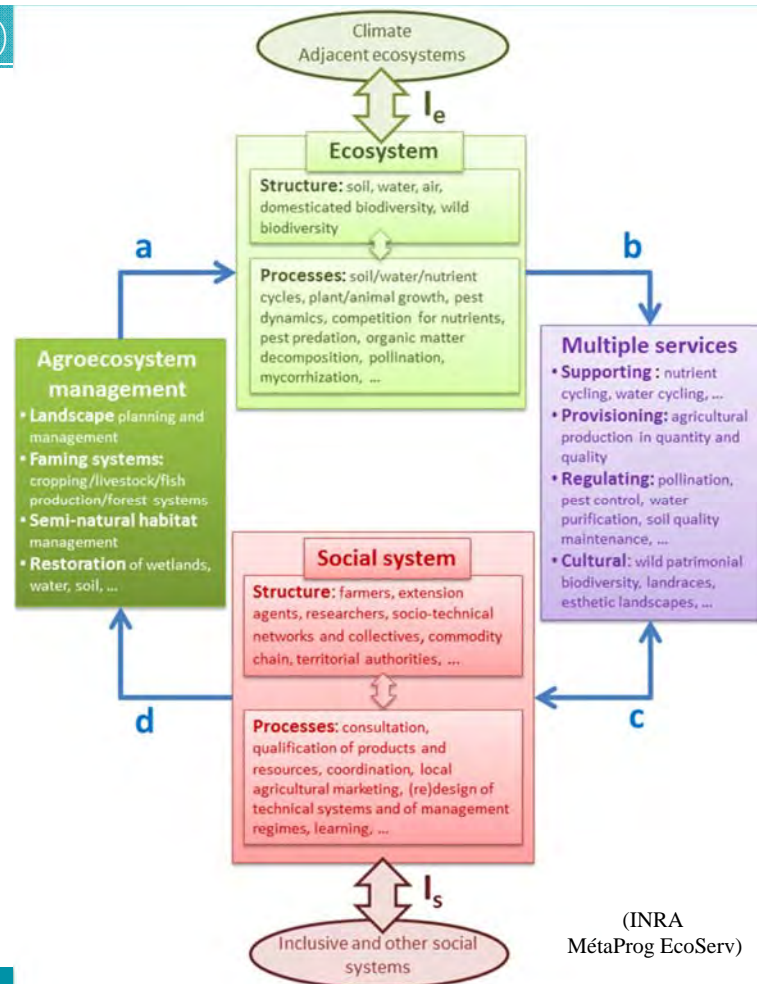 Climate
Adjacent ecosystems
Ie
Ecosystem
Structure: soil, water, air,
domesticated biodiversity, wild
biodiversity
Processes: soil/water/nutrient
cycles, plant/animal growth, pest
dynamics, competition for nutrients,
pest predation, organic matter
decomposition, pollination,
mycorrhization, ...
a
b
Agroecosystem
management
• Landscape planning and
management
• Faming systems:
cropping/livestock/fish
production/forest systems
• Semi-natural habitat
management
• Restoration of wetlands,
water, soil, ...
Multiple services
• Supporting : nutrient
cycling, water cycling, ...
• Provisioning: agricultural
production in quantity and
quality
• Regulating: pollination,
pest control, water
purification, soil quality
maintenance, ...
• Cultural: wild patrimonial
biodiversity, landraces,
esthetic landscapes, ...
Social system
Structure: farmers, extension
agents, researchers, socio-technical
networks and collectives, commodity
chain, territorial authorities, ...
Processes: consultation,
qualification of products and
resources, coordination, local
agricultural marketing, (re)design of
technical systems and of management
regimes, learning, ...
d
c
Is
Inclusive and other social
systems
(INRA
MétaProg EcoServ)